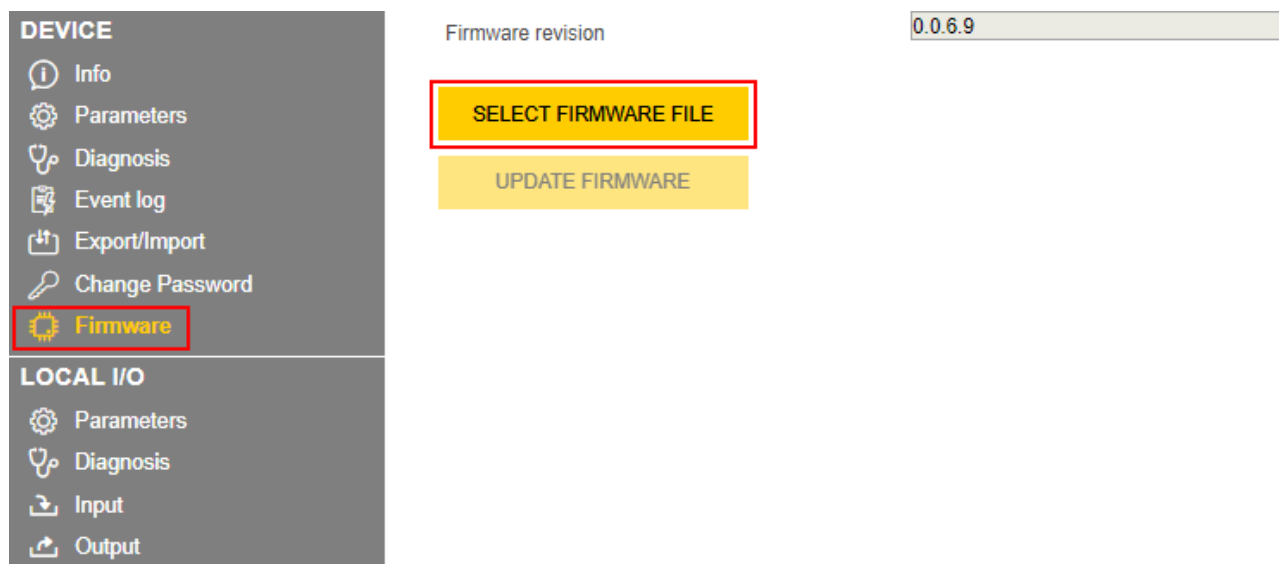 DEVICE
Info
Parameters
Diagnosis
Event log
Export/Import
Change Password
Firmware
LOCAL I/O
Parameters
Diagnosis
Input
Output
Firmware revision
0.0.6.9
SELECT FIRMWARE FILE
UPDATE FIRMWARE